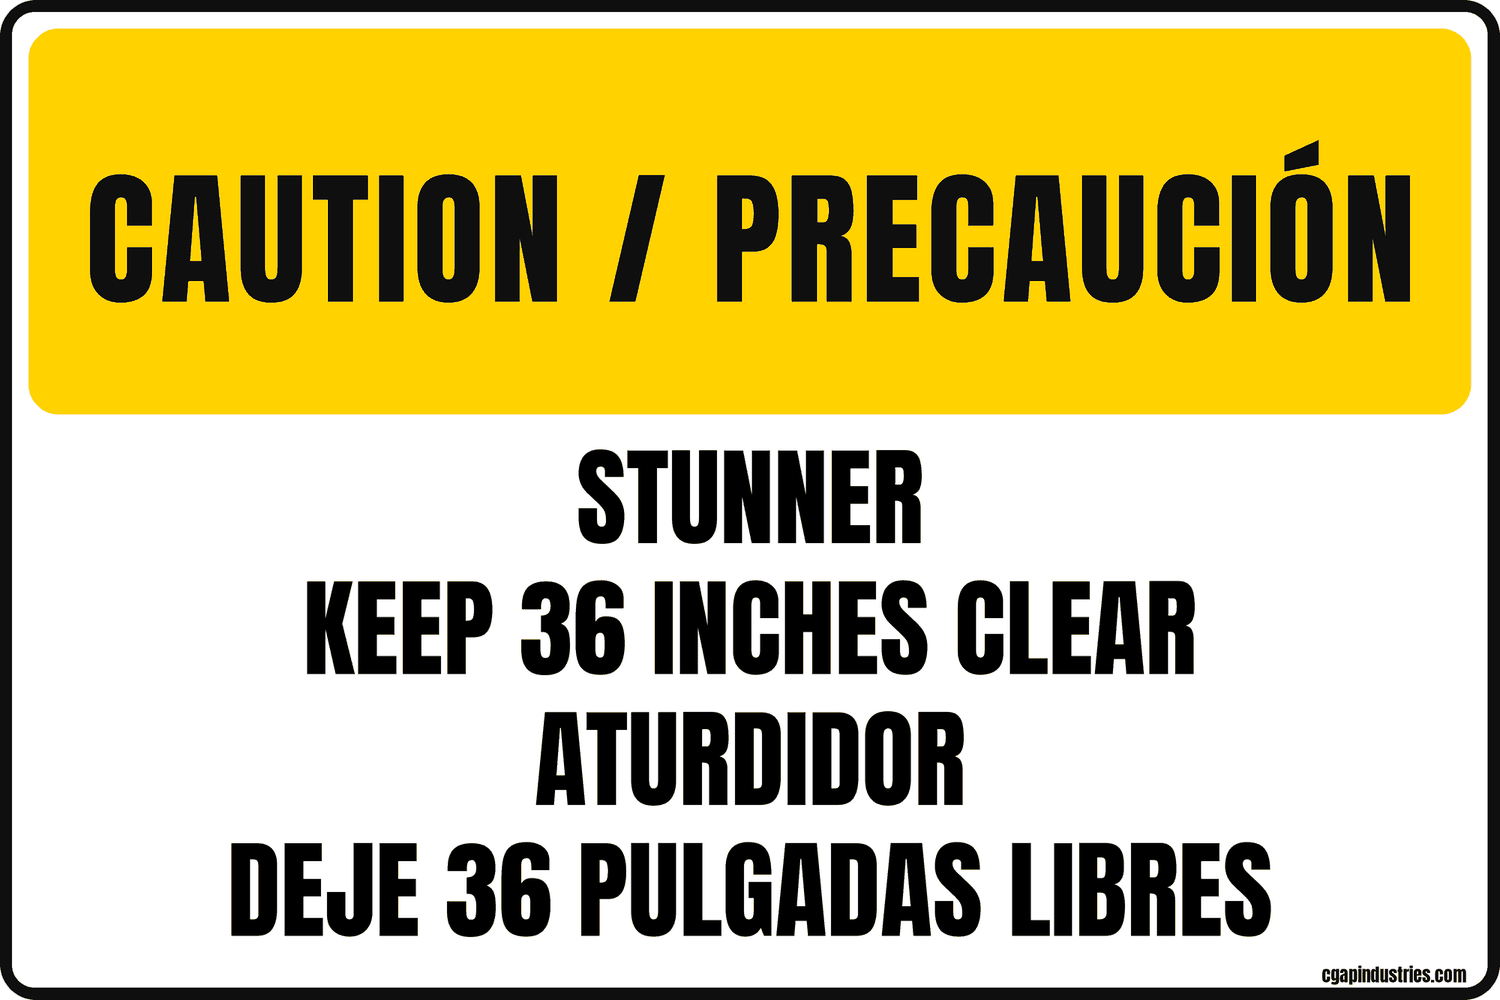 CAUTION / PRECAUCIÓN
STUNNER
KEEP 36 INCHES CLEAR
ATURDIDOR
DEJE 36 PULGADAS LIBRES
cgapindustries.com